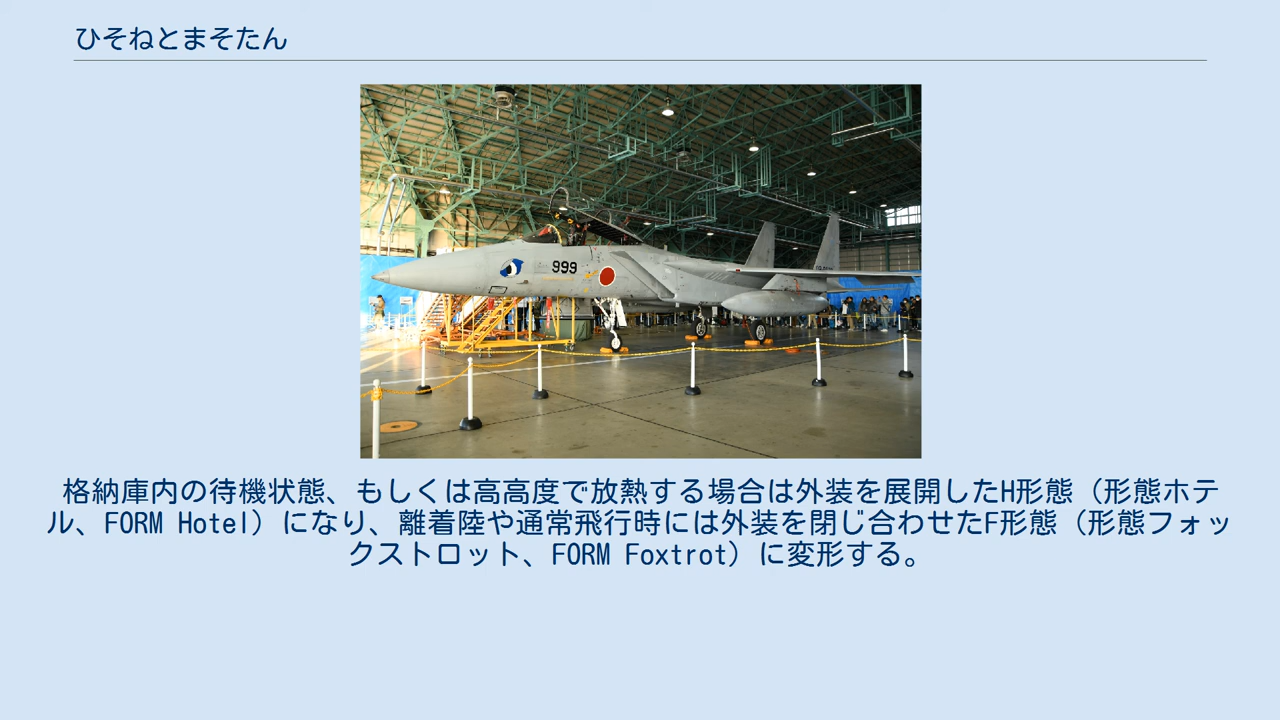 ひそねとまそたん
999
格納庫内の待機状態、もしくは高高度で放熱する場合は外装を展開したH形態（形態ホテ
ル、FORM Hotel）になり、離着陸や通常飛行時には外装を閉じ合わせたF形態（形態フォッ
クストロット、FORM Foxtrot）に変形する。